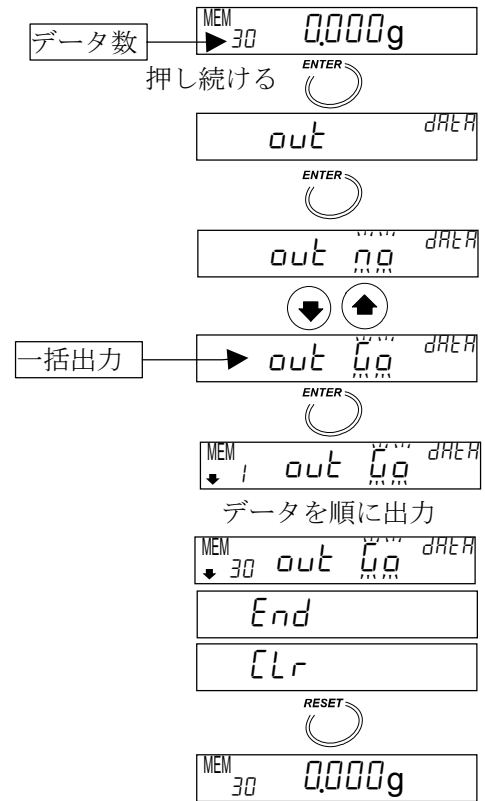 MEM
データ数
30 0.000g
押し続ける
ENTER
out dAtA
ENTER
out no dAtA
一括出力
out Go dAtA
ENTER
MEM
1 out Go dAtA
データを順に出力
MEM
30 out Go dAtA
End
CLr
RESET
MEM
30 0.000g